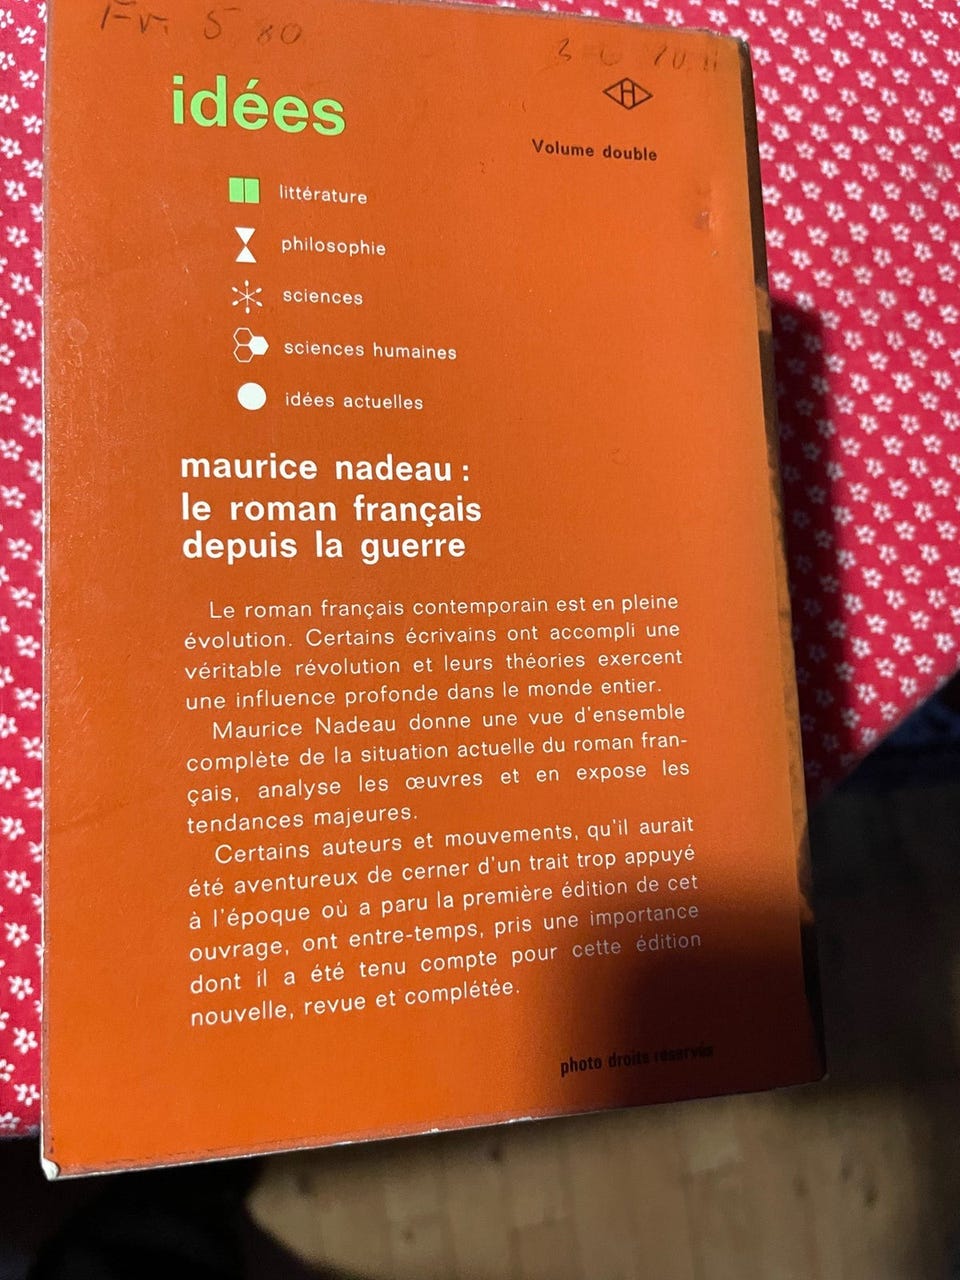 Fr. 5 80
idées
Volume double
littérature
philosophie
sciences
sciences humaines
idées actuelles
maurice nadeau :
le roman français
depuis la guerre
Le roman français contemporain est en pleine
évolution. Certains écrivains ont accompli une
véritable révolution et leurs théories exercent
une influence profonde dans le monde entier.
Maurice Nadeau donne une vue d'ensemble
complète de la situation actuelle du roman fran-
çais, analyse les œuvres et en expose les
tendances majeures.
Certains auteurs et mouvements, qu'il aurait
été aventureux de cerner d'un trait trop appuyé
à l'époque où a paru la première édition de cet
ouvrage, ont entre-temps, pris une importance
dont il a été tenu compte pour cette édition
nouvelle, revue et complétée.
photo droits réservés